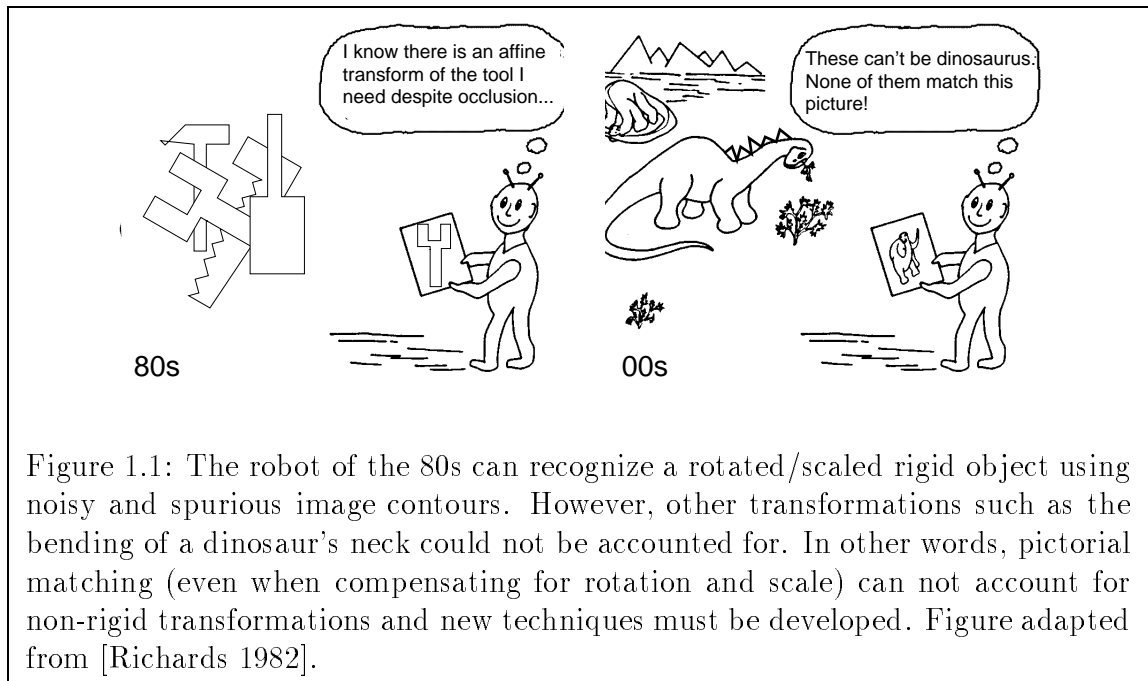 I know there is an affine
transform of the tool I
need despite occlusion...
These can't be dinosaurus.
None of them match this
picture!
80s
00s
Figure 1.1: The robot of the 80s can recognize a rotated/scaled rigid object using
noisy and spurious image contours. However, other transformations such as the
bending of a dinosaur's neck could not be accounted for. In other words, pictorial
matching (even when compensating for rotation and scale) can not account for
non-rigid transformations and new techniques must be developed. Figure adapted
from [Richards 1982].